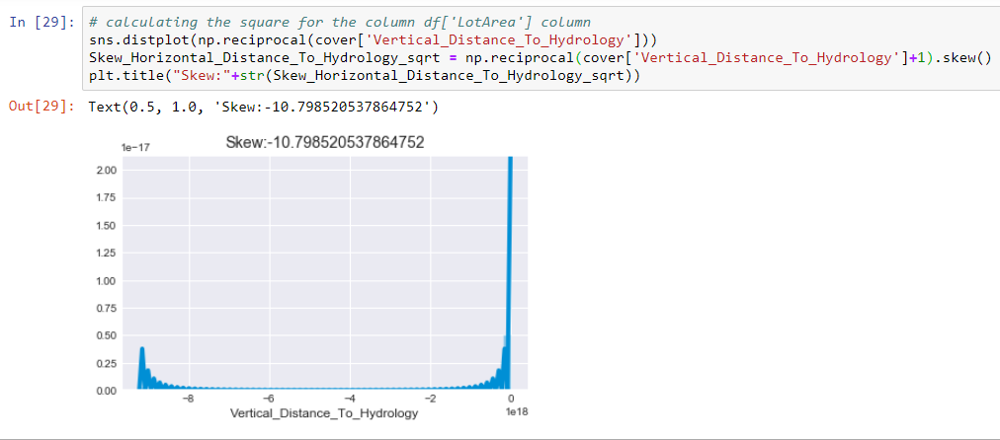 In [29]: # calculating the square for the column df['LotArea'] column
sns.distplot(np.reciprocal(cover['Vertical_Distance_To_Hydrology']))
Skew_Horizontal_Distance_To_Hydrology_sqrt = np.reciprocal(cover['Vertical_Distance_To_Hydrology']+1).skew()
plt.title("Skew:"+str(Skew_Horizontal_Distance_To_Hydrology_sqrt))
Out[29]: Text(0.5, 1.0, 'Skew:-10.798520537864752')
Skew:-10.798520537864752
1e-17
2.00
1.75
1.50
1.25
1.00
0.75
0.50
0.25
0.00
−8 −6 −4 −2 0
Vertical_Distance_To_Hydrology 1e18